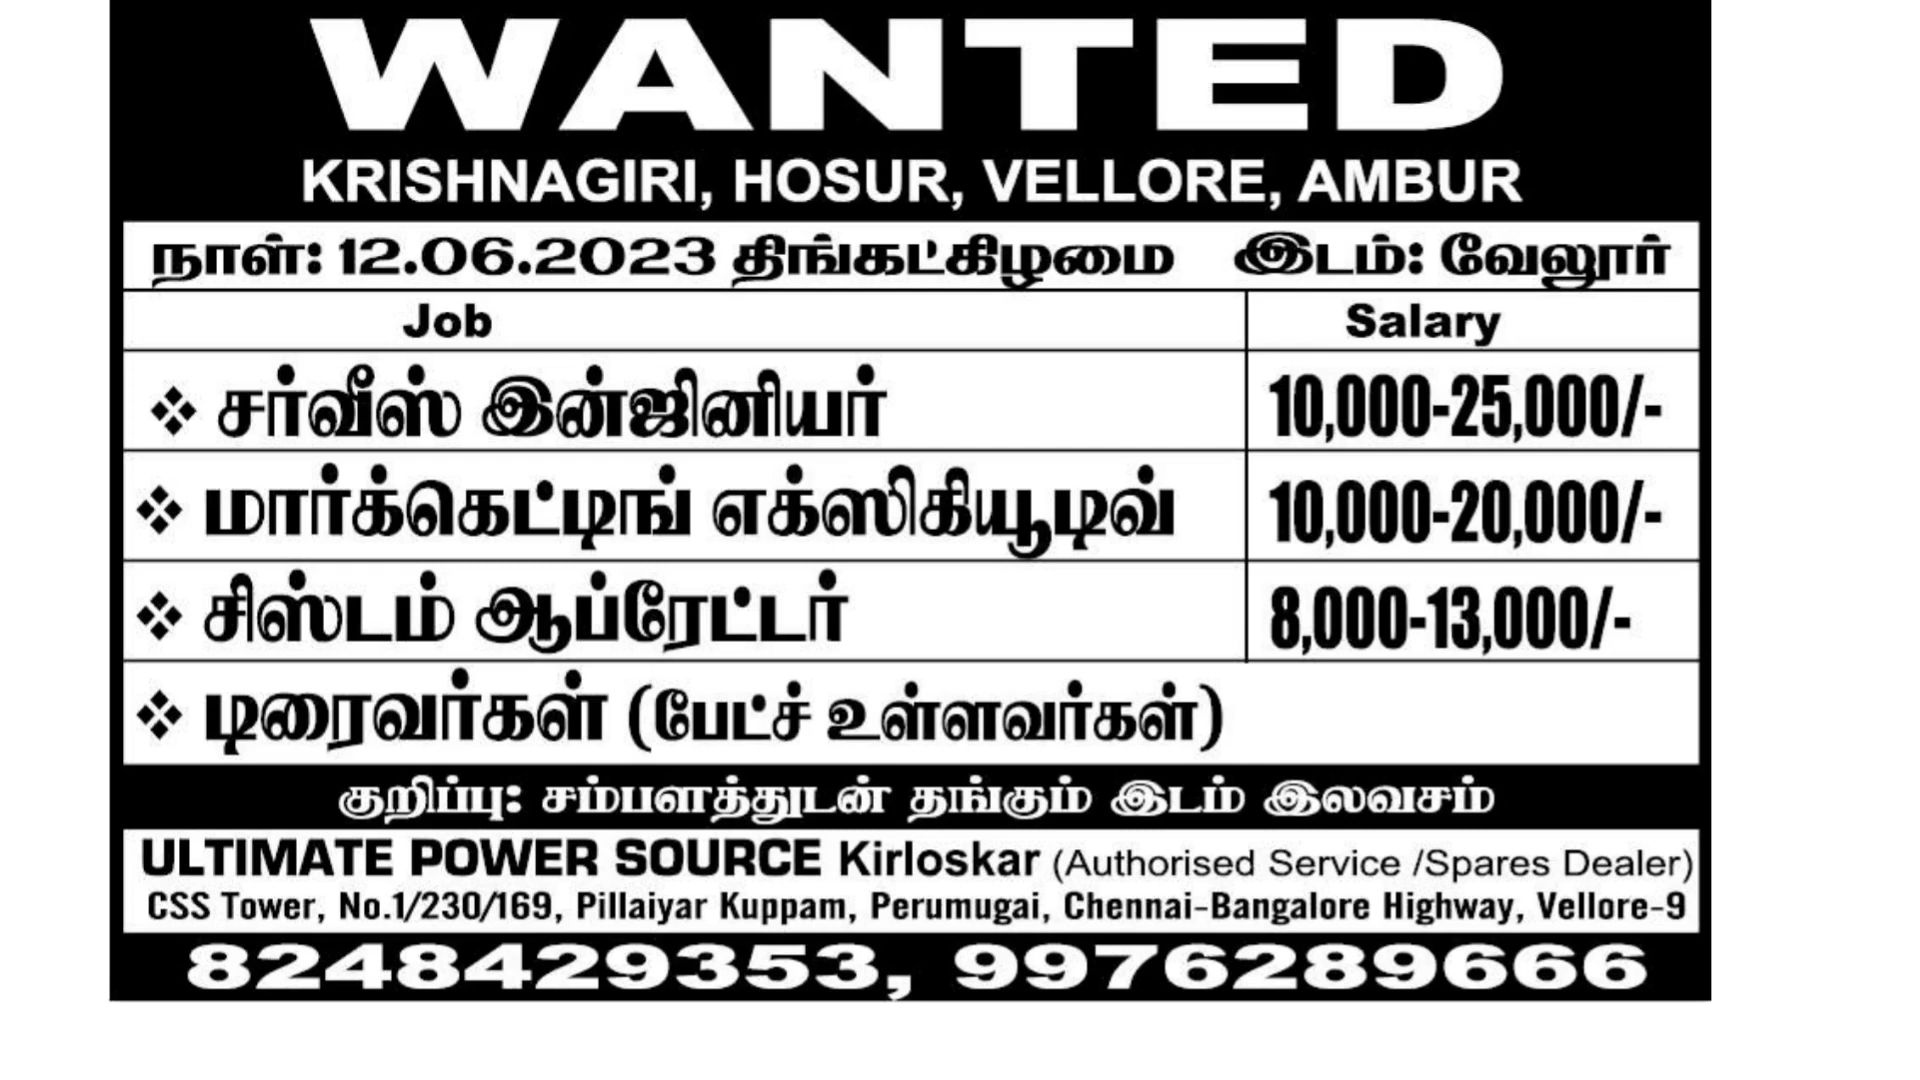 WANTED
KRISHNAGIRI, HOSUR, VELLORE, AMBUR
நாள்: 12.06.2023 திங்கட்கிழமை இடம்: வேலூர்
Job Salary
❖ சர்வீஸ் இன்ஜினியர் 10,000-25,000/-
❖ மார்க்கெட்டிங் எக்ஸிகியூடிவ் 10,000-20,000/-
❖ சிஸ்டம் ஆப்ரேட்டர் 8,000-13,000/-
❖ டிரைவர்கள் (பேட்ச் உள்ளவர்கள்)
குறிப்பு: சம்பளத்துடன் தங்கும் இடம் இலவசம்
ULTIMATE POWER SOURCE Kirloskar (Authorised Service /Spares Dealer)
CSS Tower, No.1/230/169, Pillaiyar Kuppam, Perumugai, Chennai-Bangalore Highway, Vellore-9
8248429353, 9976289666